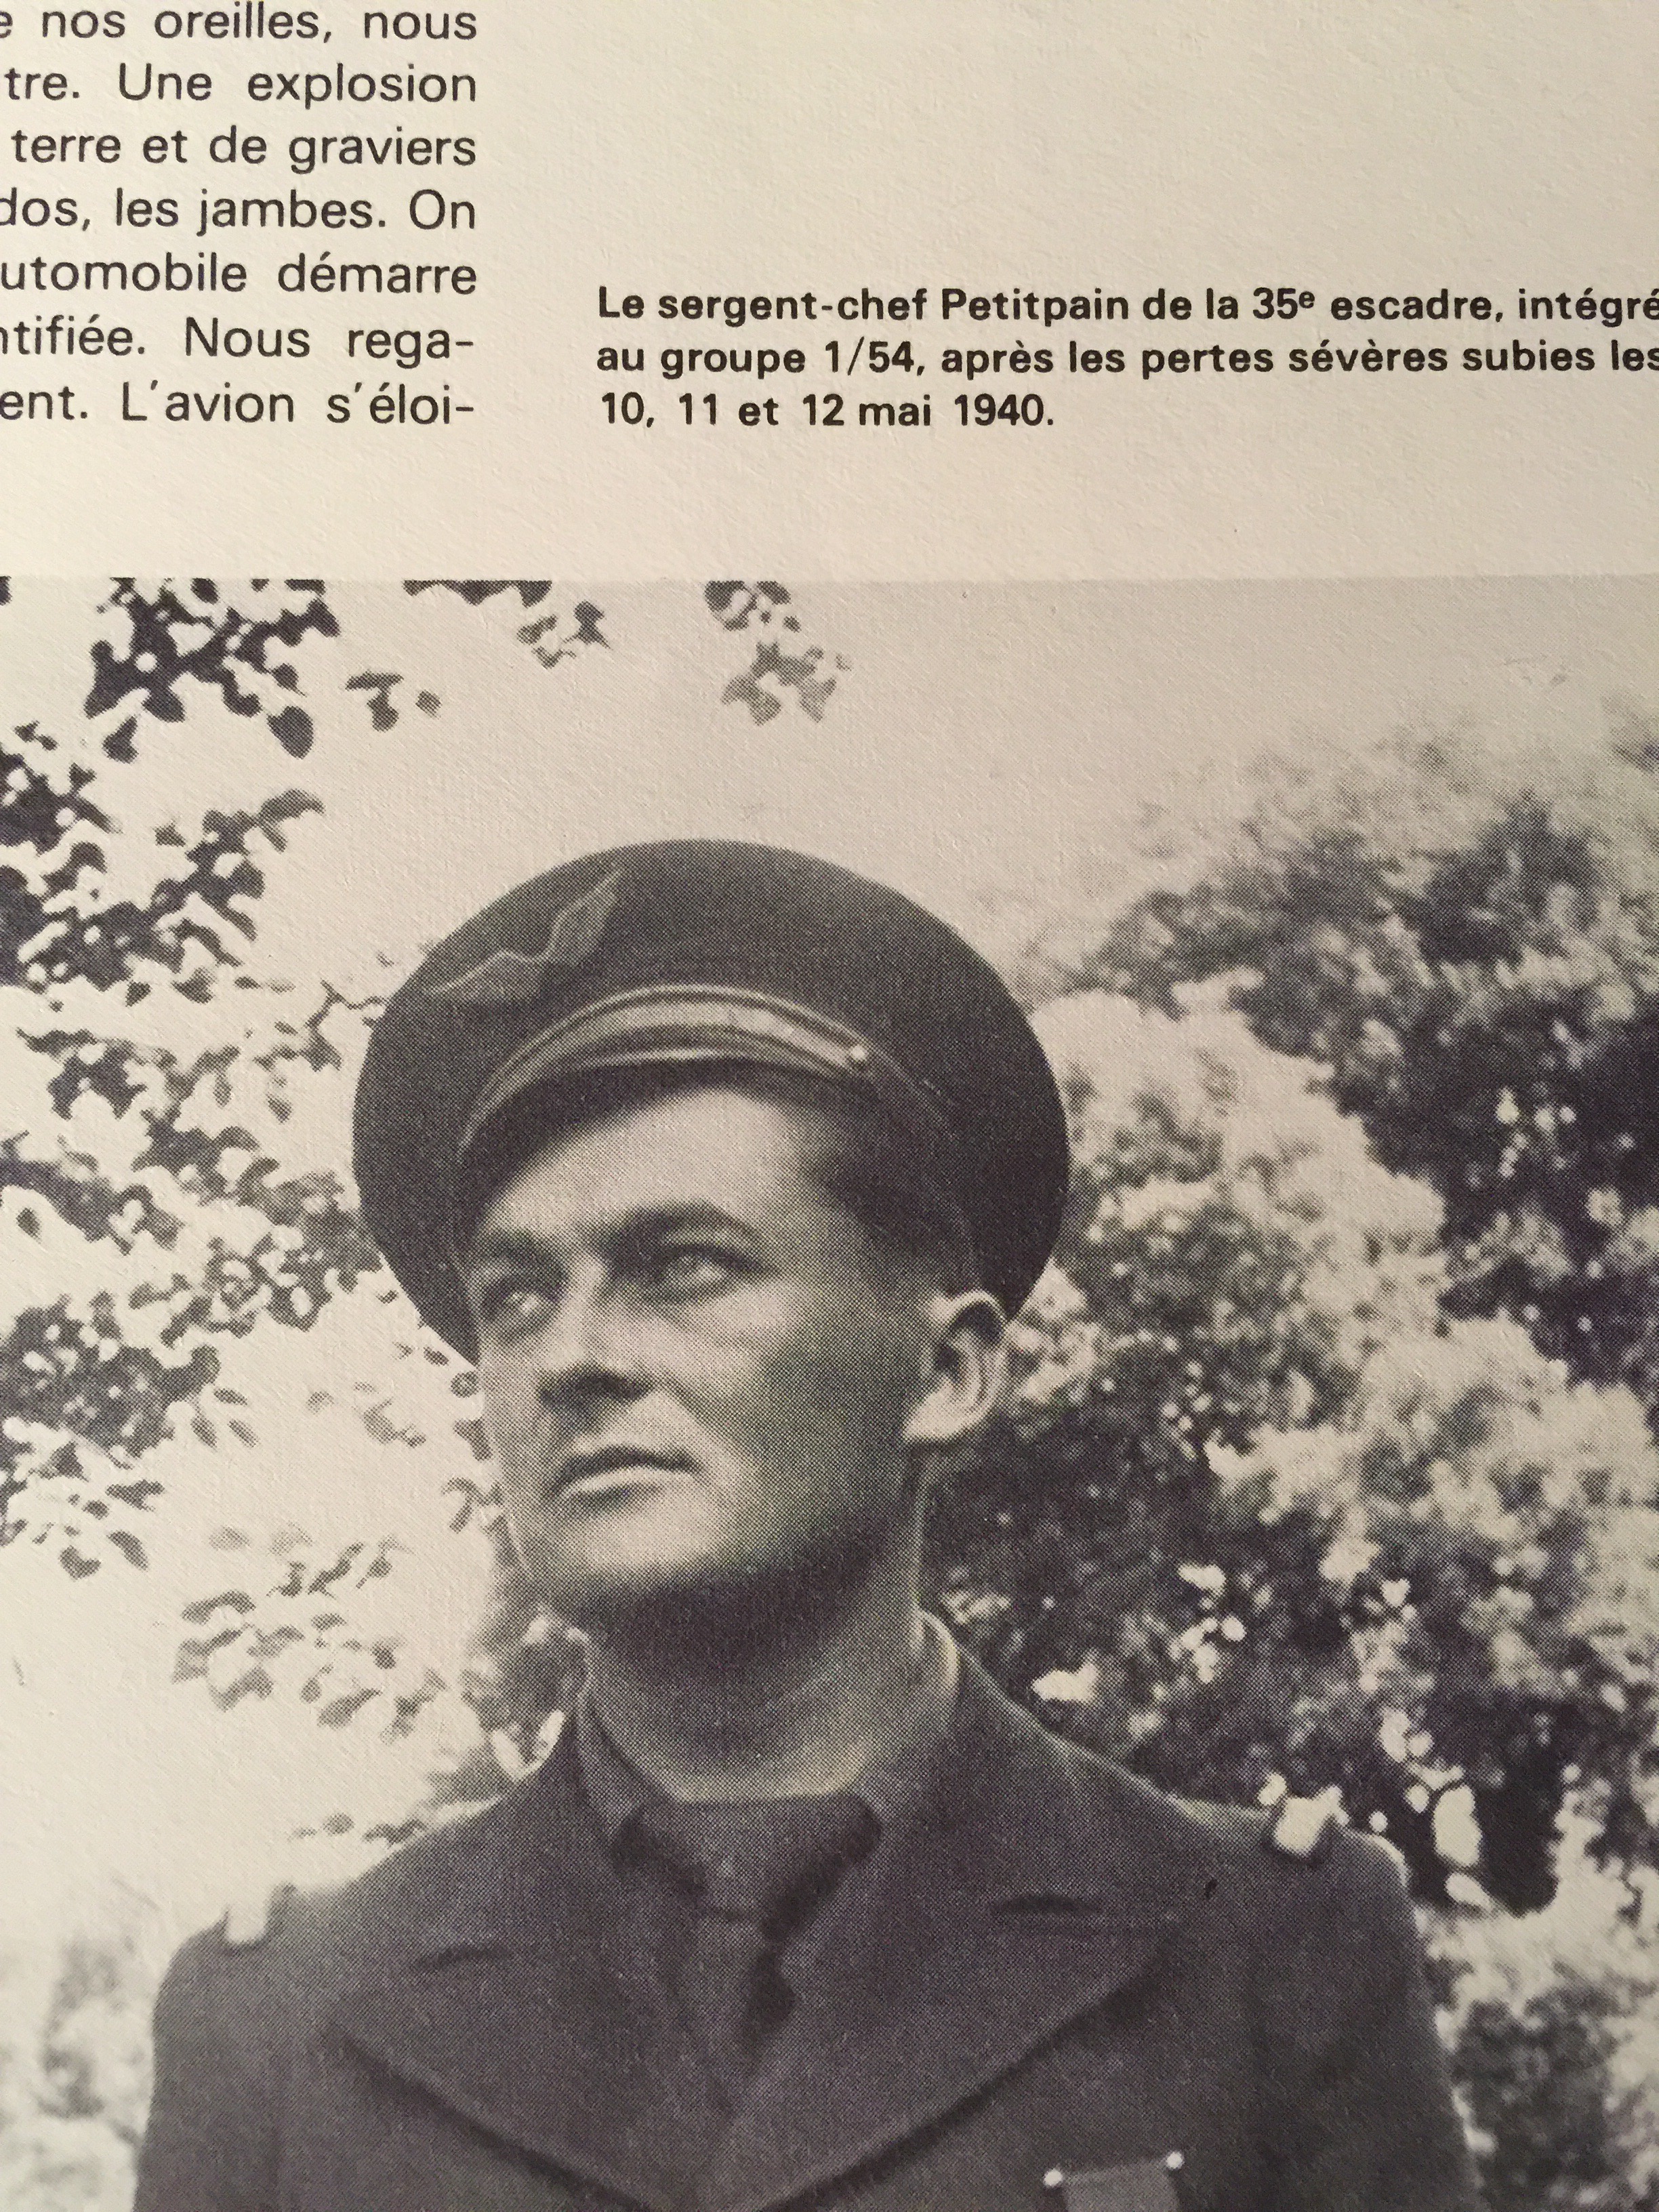 nos oreilles, nous
tre. Une explosion
terre et de graviers
dos, les jambes. On
utomobile démarre
ntifiée. Nous rega-
ent. L'avion s'éloi-
Le sergent-chef Petitpain de la 35e escadre, intégré
au groupe 1/54, après les pertes sévères subies les
10, 11 et 12 mai 1940.